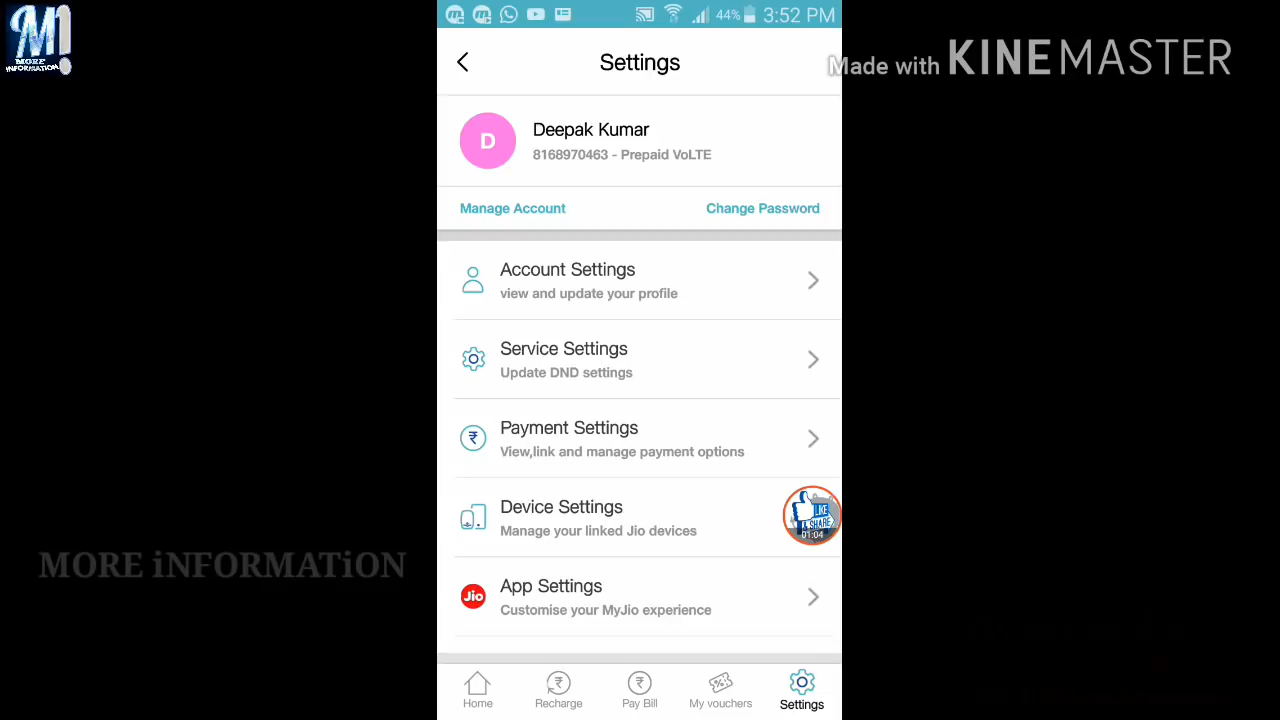 M!
MORE
INFORMATION
44% 3:52 PM
Settings
Made with KINEMASTER
D
Deepak Kumar
8168970463 - Prepaid VoLTE
Manage Account
Change Password
Account Settings
view and update your profile
Service Settings
Update DND settings
₹
Payment Settings
View,link and manage payment options
Device Settings
Manage your linked Jio devices
LIKE
& SHARE
01:04
Jio
App Settings
Customise your MyJio experience
MORE iNFORMATiON
Home
Recharge
Pay Bill
My vouchers
Settings